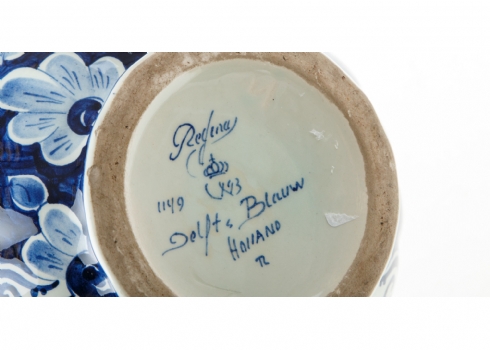 Regina
1149
Delfts Blauw
HOLLAND